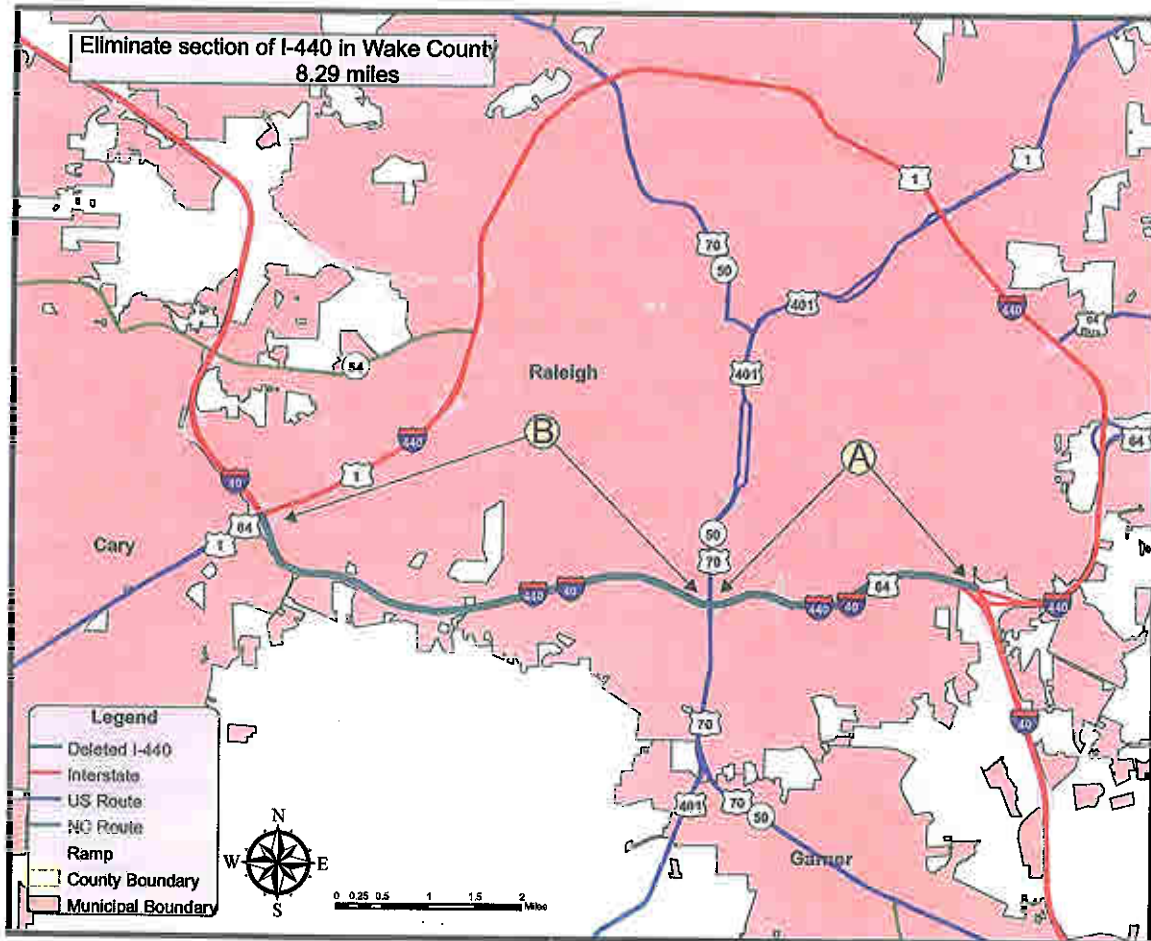 Eliminate section of I-440 in Wake County
8.29 miles
1
1
70
50
401
440
64
Bus
54
401
Raleigh
64
B
440
1
A
40
64
50
Cary
1
70
440
40
64
440
40
440
70
40
Legend
Deleted I-440
Interstate
US Route
NC Route
Ramp
County Boundary
Municipal Boundary
401
70
50
N
W
E
S
Garner
0 0.25 0.5 1 1.5 2
Miles